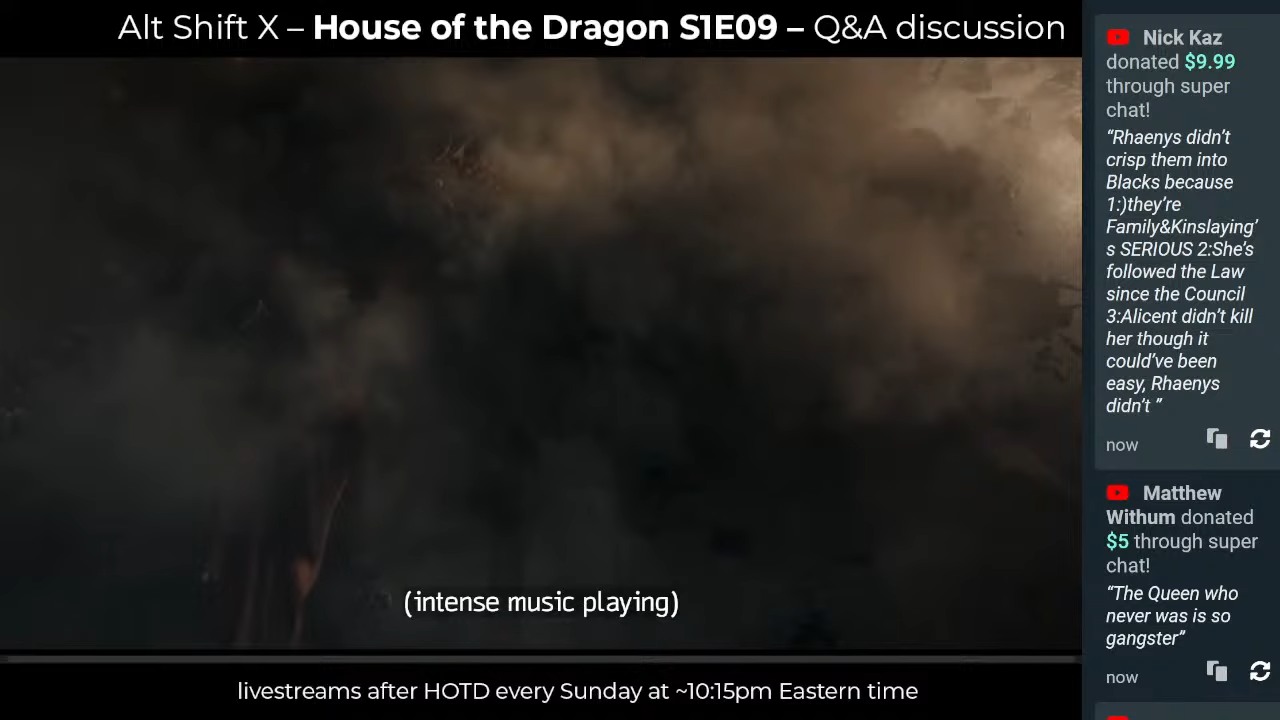 Alt Shift X – House of the Dragon S1E09 – Q&A discussion
(intense music playing)
livestreams after HOTD every Sunday at ~10:15pm Eastern time
Nick Kaz
donated $9.99
through super
chat!
“Rhaenys didn’t
crisp them into
Blacks because
1:)they’re
Family&Kinslaying’
s SERIOUS 2:She’s
followed the Law
since the Council
3:Alicent didn’t kill
her though it
could’ve been
easy, Rhaenys
didn’t ”
now
Matthew
Withum donated
$5 through super
chat!
“The Queen who
never was is so
gangster”
now